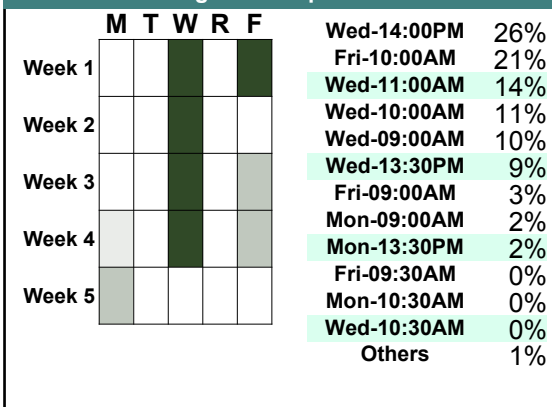 M T W R F
Week 1
Week 2
Week 3
Week 4
Week 5
Wed-14:00PM 26%
Fri-10:00AM 21%
Wed-11:00AM 14%
Wed-10:00AM 11%
Wed-09:00AM 10%
Wed-13:30PM 9%
Fri-09:00AM 3%
Mon-09:00AM 2%
Mon-13:30PM 2%
Fri-09:30AM 0%
Mon-10:30AM 0%
Wed-10:30AM 0%
Others 1%